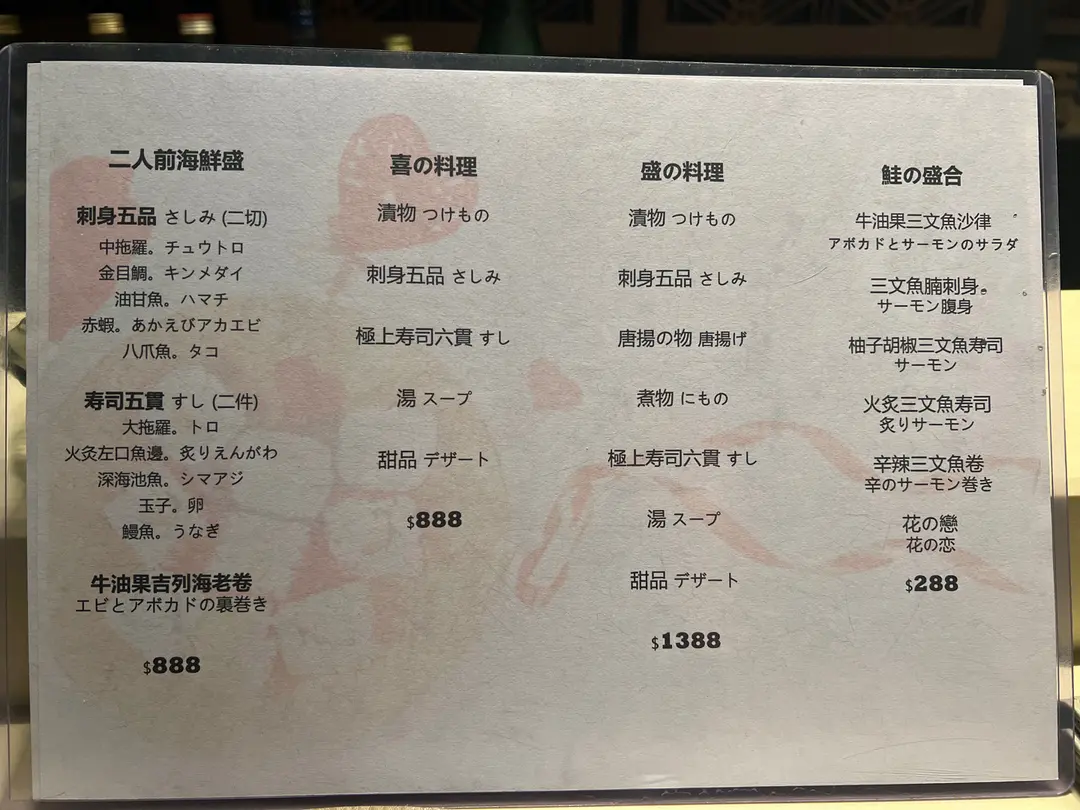 二人前海鮮盛
刺身五品 さしみ (二切)
中拖羅。チュウトロ
金目鯛。キンメダイ
油甘魚。ハマチ
赤蝦。あかえびアカエビ
八爪魚。タコ
寿司五貫 すし (二件)
大拖羅。トロ
火灸左口魚邊。炙りえんがわ
深海池魚。シマアジ
玉子。卵
鰻魚。うなぎ
牛油果吉列海老卷
エビとアボカドの裏巻き
$888
喜の料理
漬物 つけもの
刺身五品 さしみ
極上寿司六貫 すし
湯 スープ
甜品 デザート
$888
盛の料理
漬物 つけもの
刺身五品 さしみ
唐揚の物 唐揚げ
煮物 にもの
極上寿司六貫 すし
湯 スープ
甜品 デザート
$1388
鮭の盛合
牛油果三文魚沙律
アボカドとサーモンのサラダ
三文魚腩刺身。
サーモン腹身
柚子胡椒三文魚寿司
サーモン
火炙三文魚寿司
炙りサーモン
辛辣三文魚卷
辛のサーモン巻き
花の戀
花の恋
$288